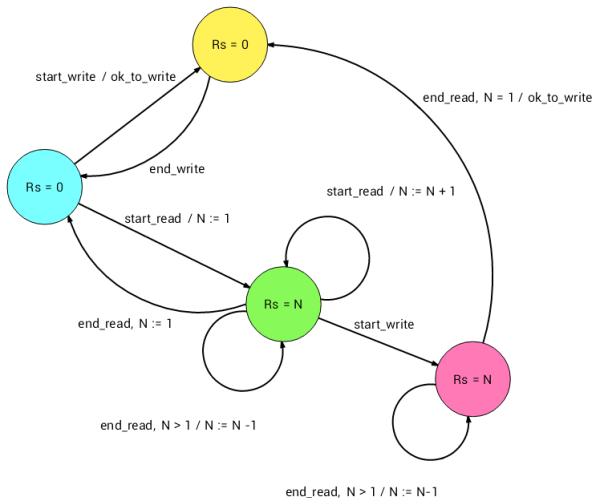 Rs = 0
start_write / ok_to_write
end_read, N = 1 / ok_to_write
end_write
Rs = 0
start_read / N := N + 1
start_read / N := 1
Rs = N
end_read, N := 1
start_write
Rs = N
end_read, N > 1 / N := N -1
end_read, N > 1 / N := N-1